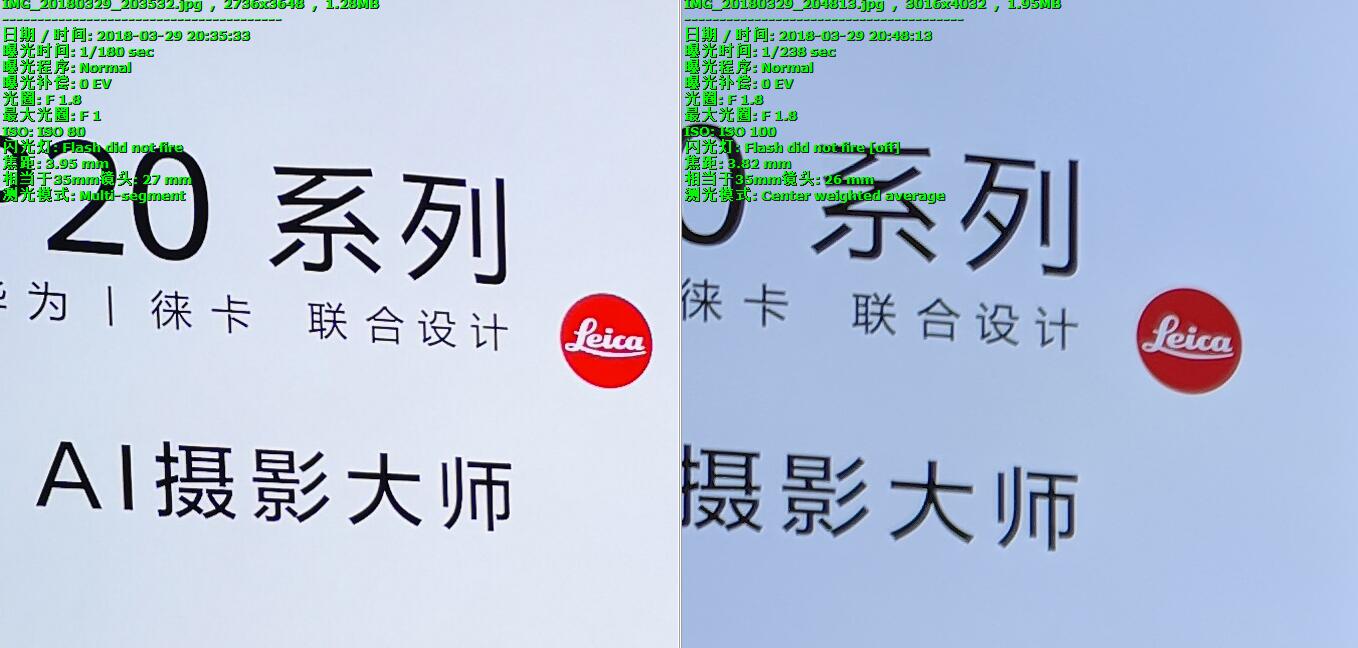 IMG_20180329_203532.jpg , 2736x3648 , 1.28MB
日期 / 时间: 2018-03-29 20:35:33
曝光时间: 1/180 sec
曝光程序: Normal
曝光补偿: 0 EV
光圈: F 1.8
最大光圈: F 1
ISO: ISO 80
闪光灯: Flash did not fire
焦距: 3.95 mm
相当于35mm镜头: 27 mm
测光模式: Multi-segment
20 系列
华为 | 徕卡 联合设计
Leica
AI摄影大师
IMG_20180329_204813.jpg , 3016x4032 , 1.95MB
日期 / 时间: 2018-03-29 20:48:13
曝光时间: 1/238 sec
曝光程序: Normal
曝光补偿: 0 EV
光圈: F 1.8
最大光圈: F 1.8
ISO: ISO 100
闪光灯: Flash did not fire [off]
焦距: 3.82 mm
相当于35mm镜头: 26 mm
测光模式: Center weighted average
0 系列
徕卡 联合设计
Leica
摄影大师